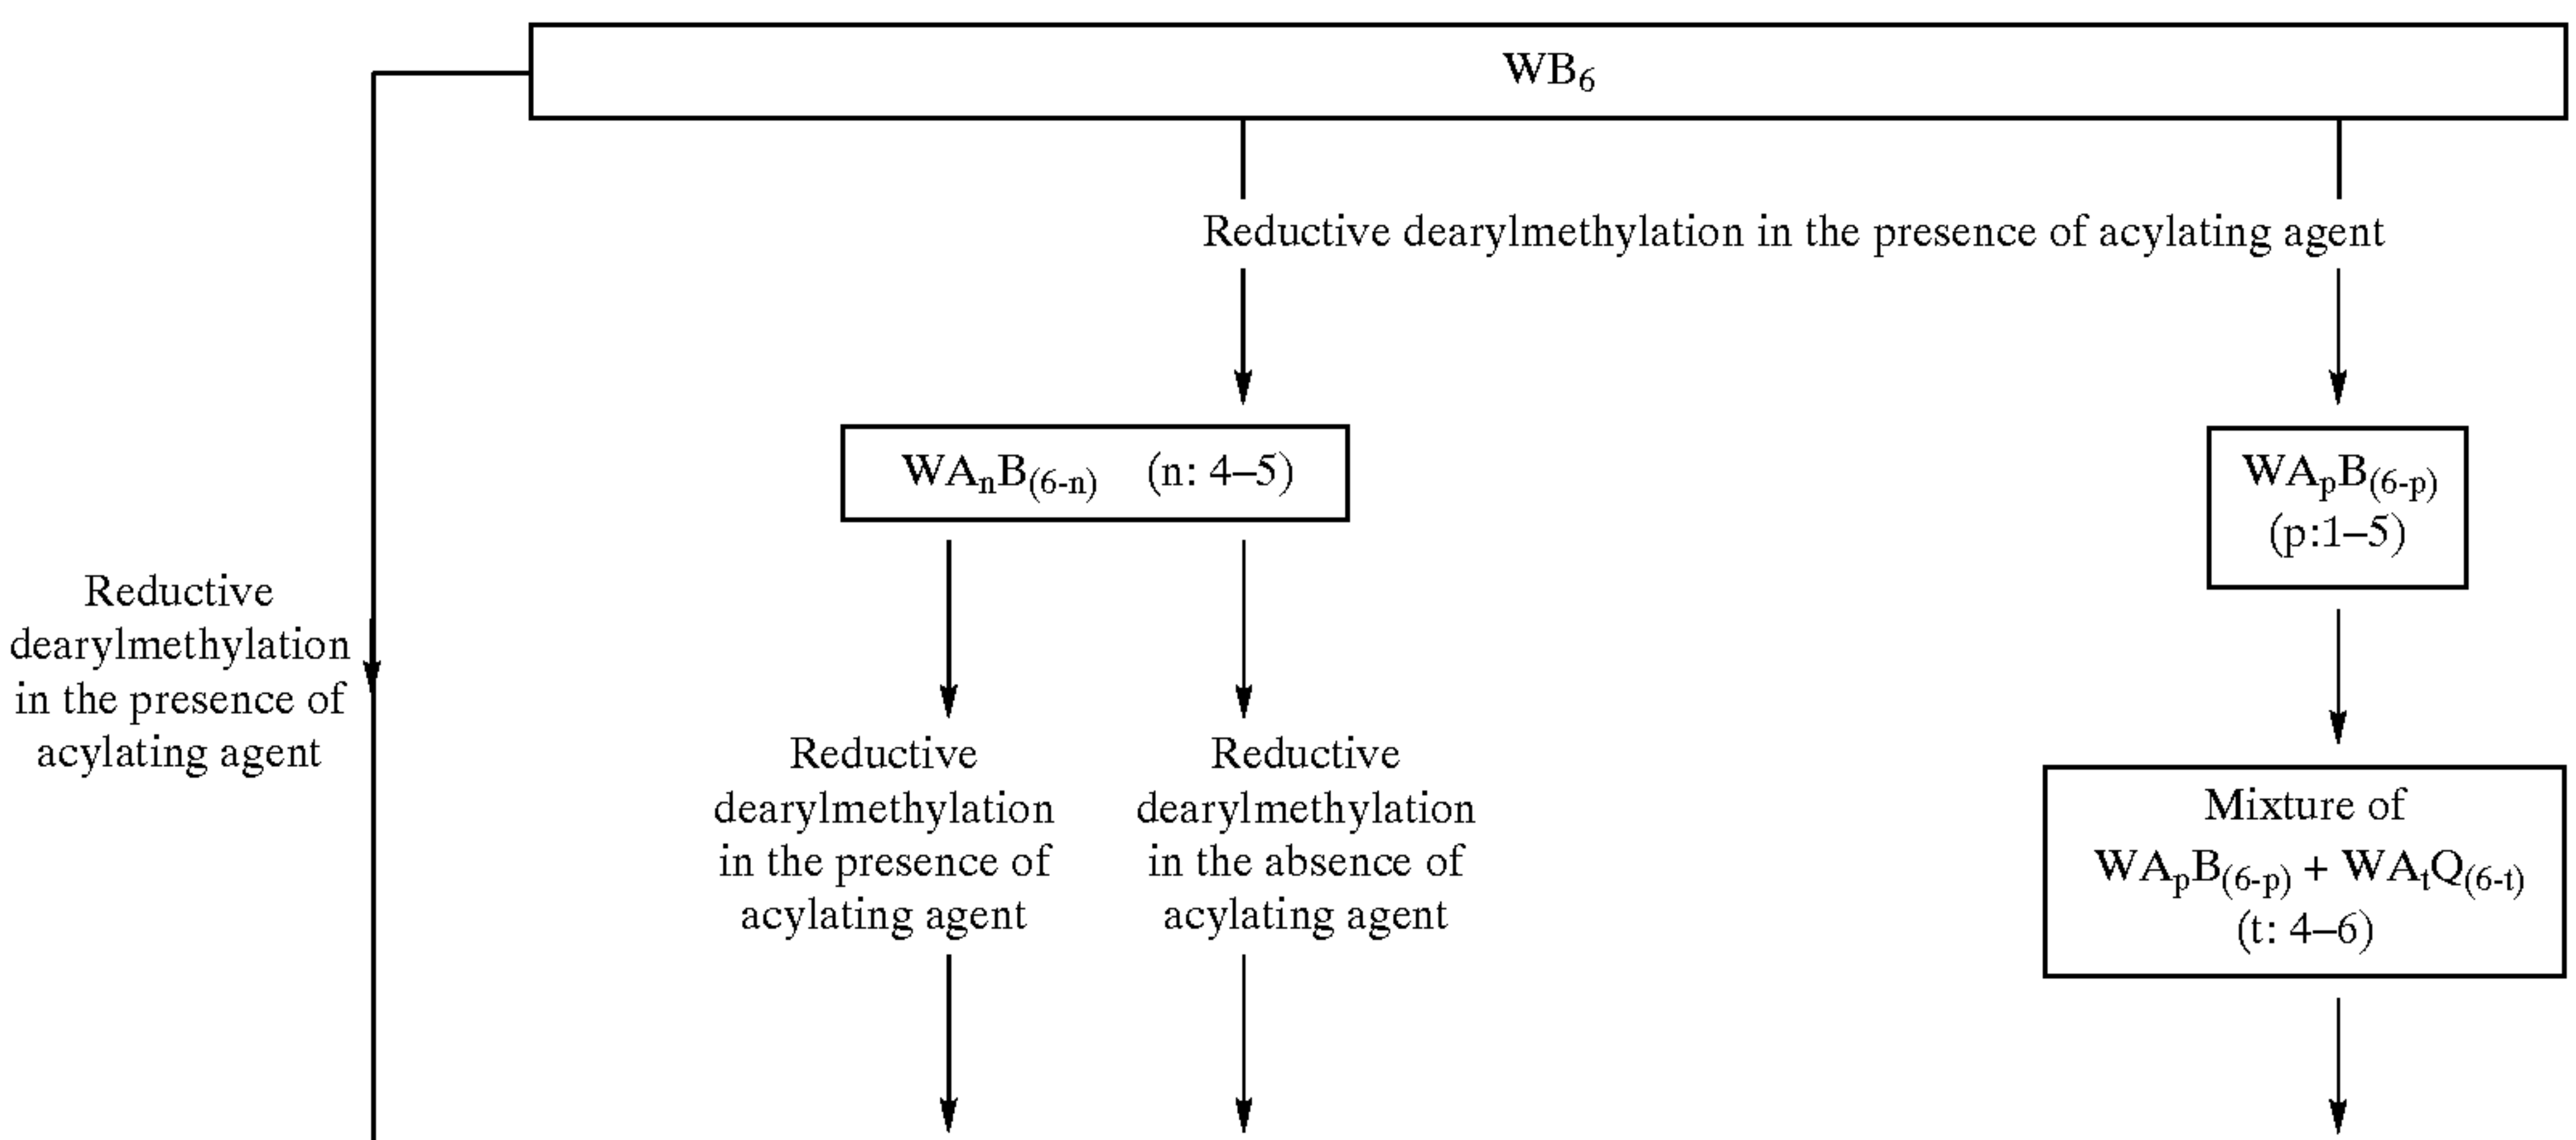 WB₆
Reductive dearylmethylation in the presence of acylating agent
WAₙB₍₆₋ₙ₎ (n: 4–5)
WAₚB₍₆₋ₚ₎
(p:1–5)
Reductive
dearylmethylation
in the presence of
acylating agent
Reductive
dearylmethylation
in the presence of
acylating agent
Reductive
dearylmethylation
in the absence of
acylating agent
Mixture of
WAₚB₍₆₋ₚ₎ + WAₜQ₍₆₋ₜ₎
(t: 4–6)